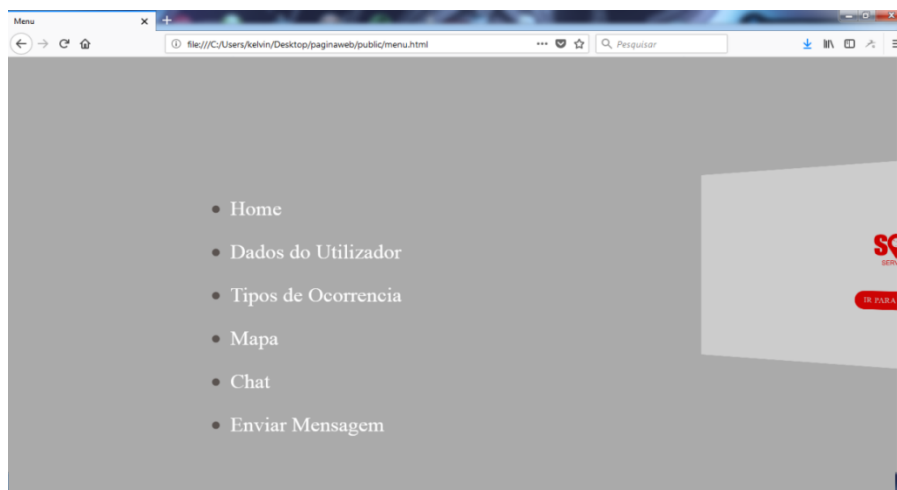 Menu
file:///C:/Users/kelvin/Desktop/paginaweb/public/menu.html
Pesquisar
Home
Dados do Utilizador
Tipos de Ocorrencia
Mapa
Chat
Enviar Mensagem
IR PARA